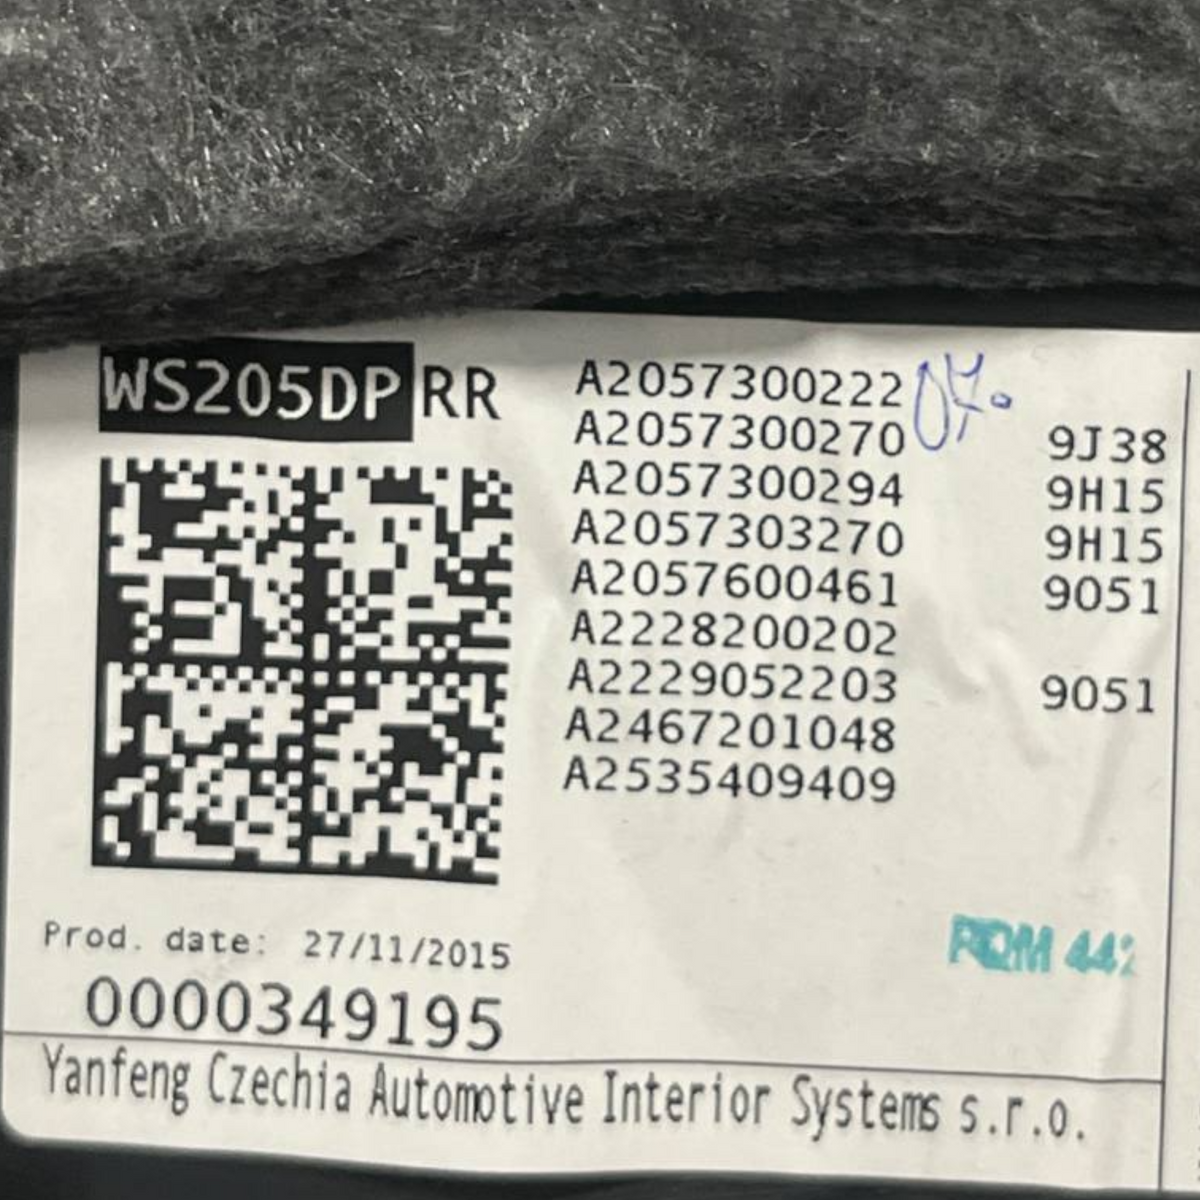 WS205DP RR
A2057300222
A2057300270 9J38
A2057300294 9H15
A2057303270 9H15
A2057600461 9051
A2228200202
A2229052203 9051
A2467201048
A2535409409
Prod. date: 27/11/2015
0000349195
Yanfeng Czechia Automotive Interior Systems s.r.o.